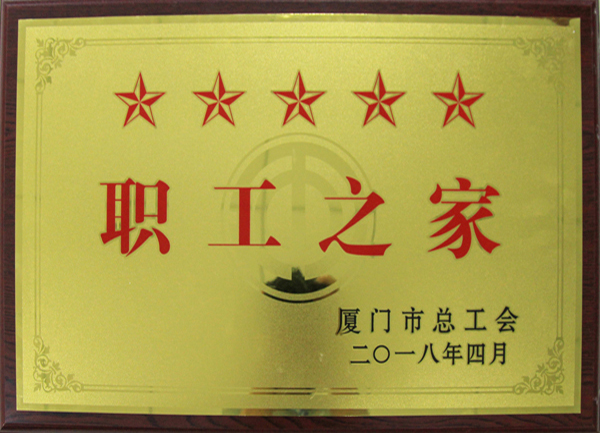 职工之家
厦门市总工会
二〇一八年四月